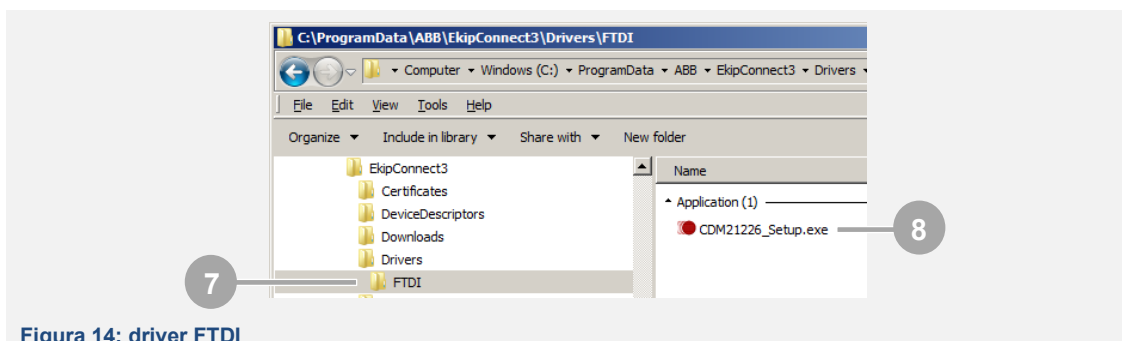 C:\ProgramData\ABB\EkipConnect3\Drivers\FTDI
Computer Windows (C:) ProgramData ABB EkipConnect3 Drivers
File Edit View Tools Help
Organize Include in library Share with New folder
EkipConnect3
Certificates
DeviceDescriptors
Downloads
Drivers
FTDI
Name
Application (1)
CDM21226_Setup.exe
7
8
Figura 14: driver FTDI